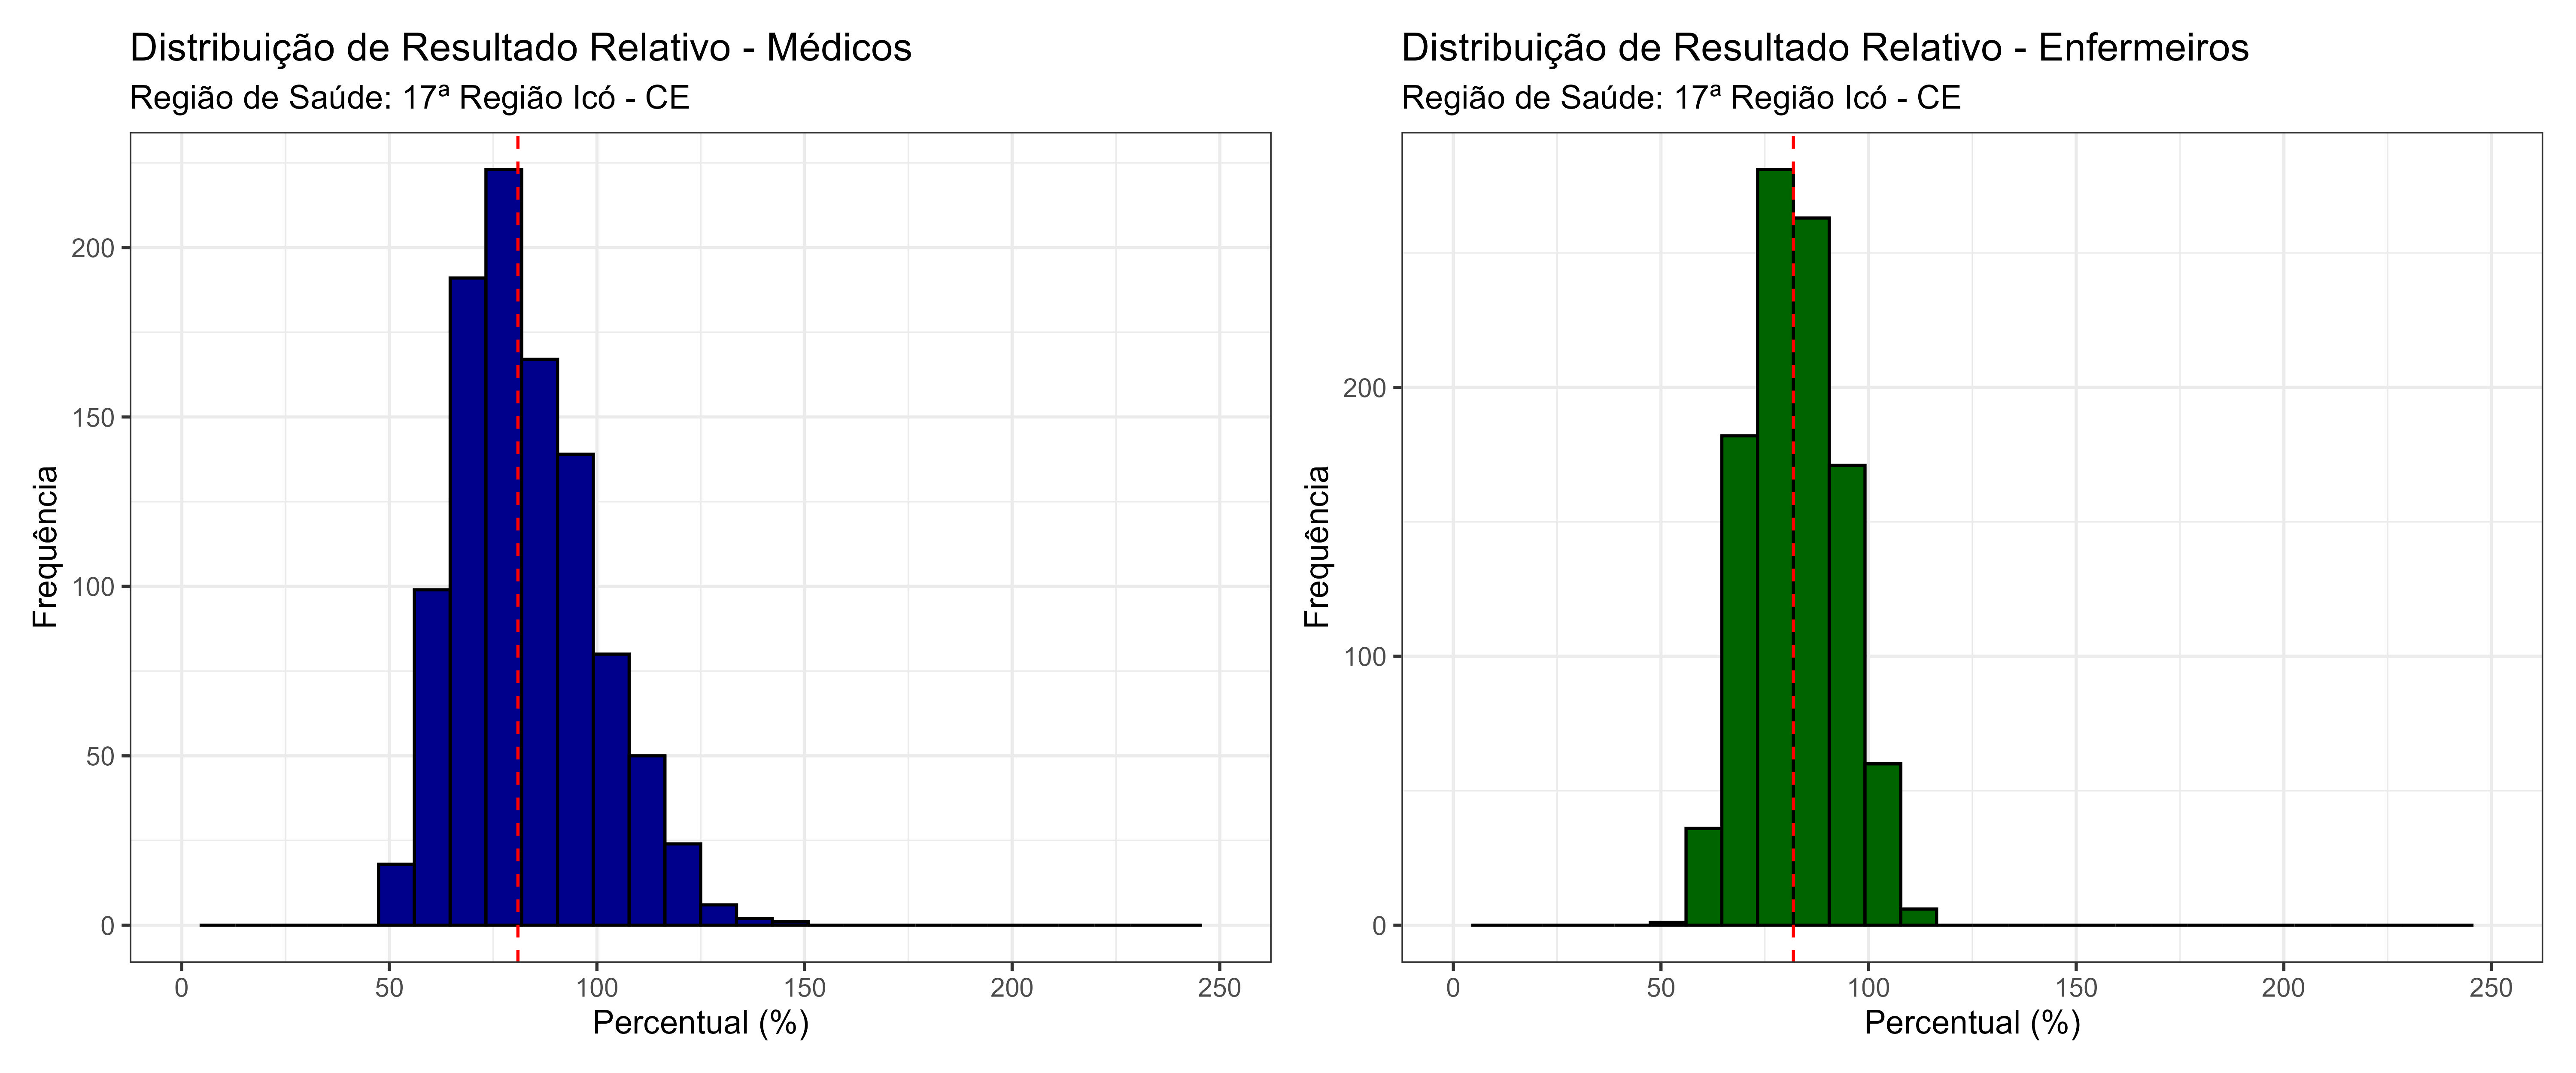 Distribuição de Resultado Relativo - Médicos
Região de Saúde: 17ª Região Icó - CE
Frequência
200
150
100
50
0
0 50 100 150 200 250
Percentual (%)
Distribuição de Resultado Relativo - Enfermeiros
Região de Saúde: 17ª Região Icó - CE
Frequência
200
100
0
0 50 100 150 200 250
Percentual (%)